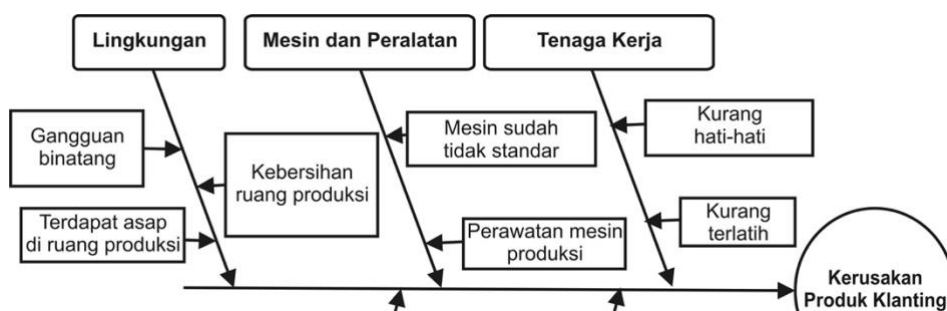 Lingkungan
Mesin dan Peralatan
Tenaga Kerja
Gangguan
binatang
Kebersihan
ruang produksi
Terdapat asap
di ruang produksi
Mesin sudah
tidak standar
Perawatan mesin
produksi
Kurang
hati-hati
Kurang
terlatih
Kerusakan
Produk Klanting